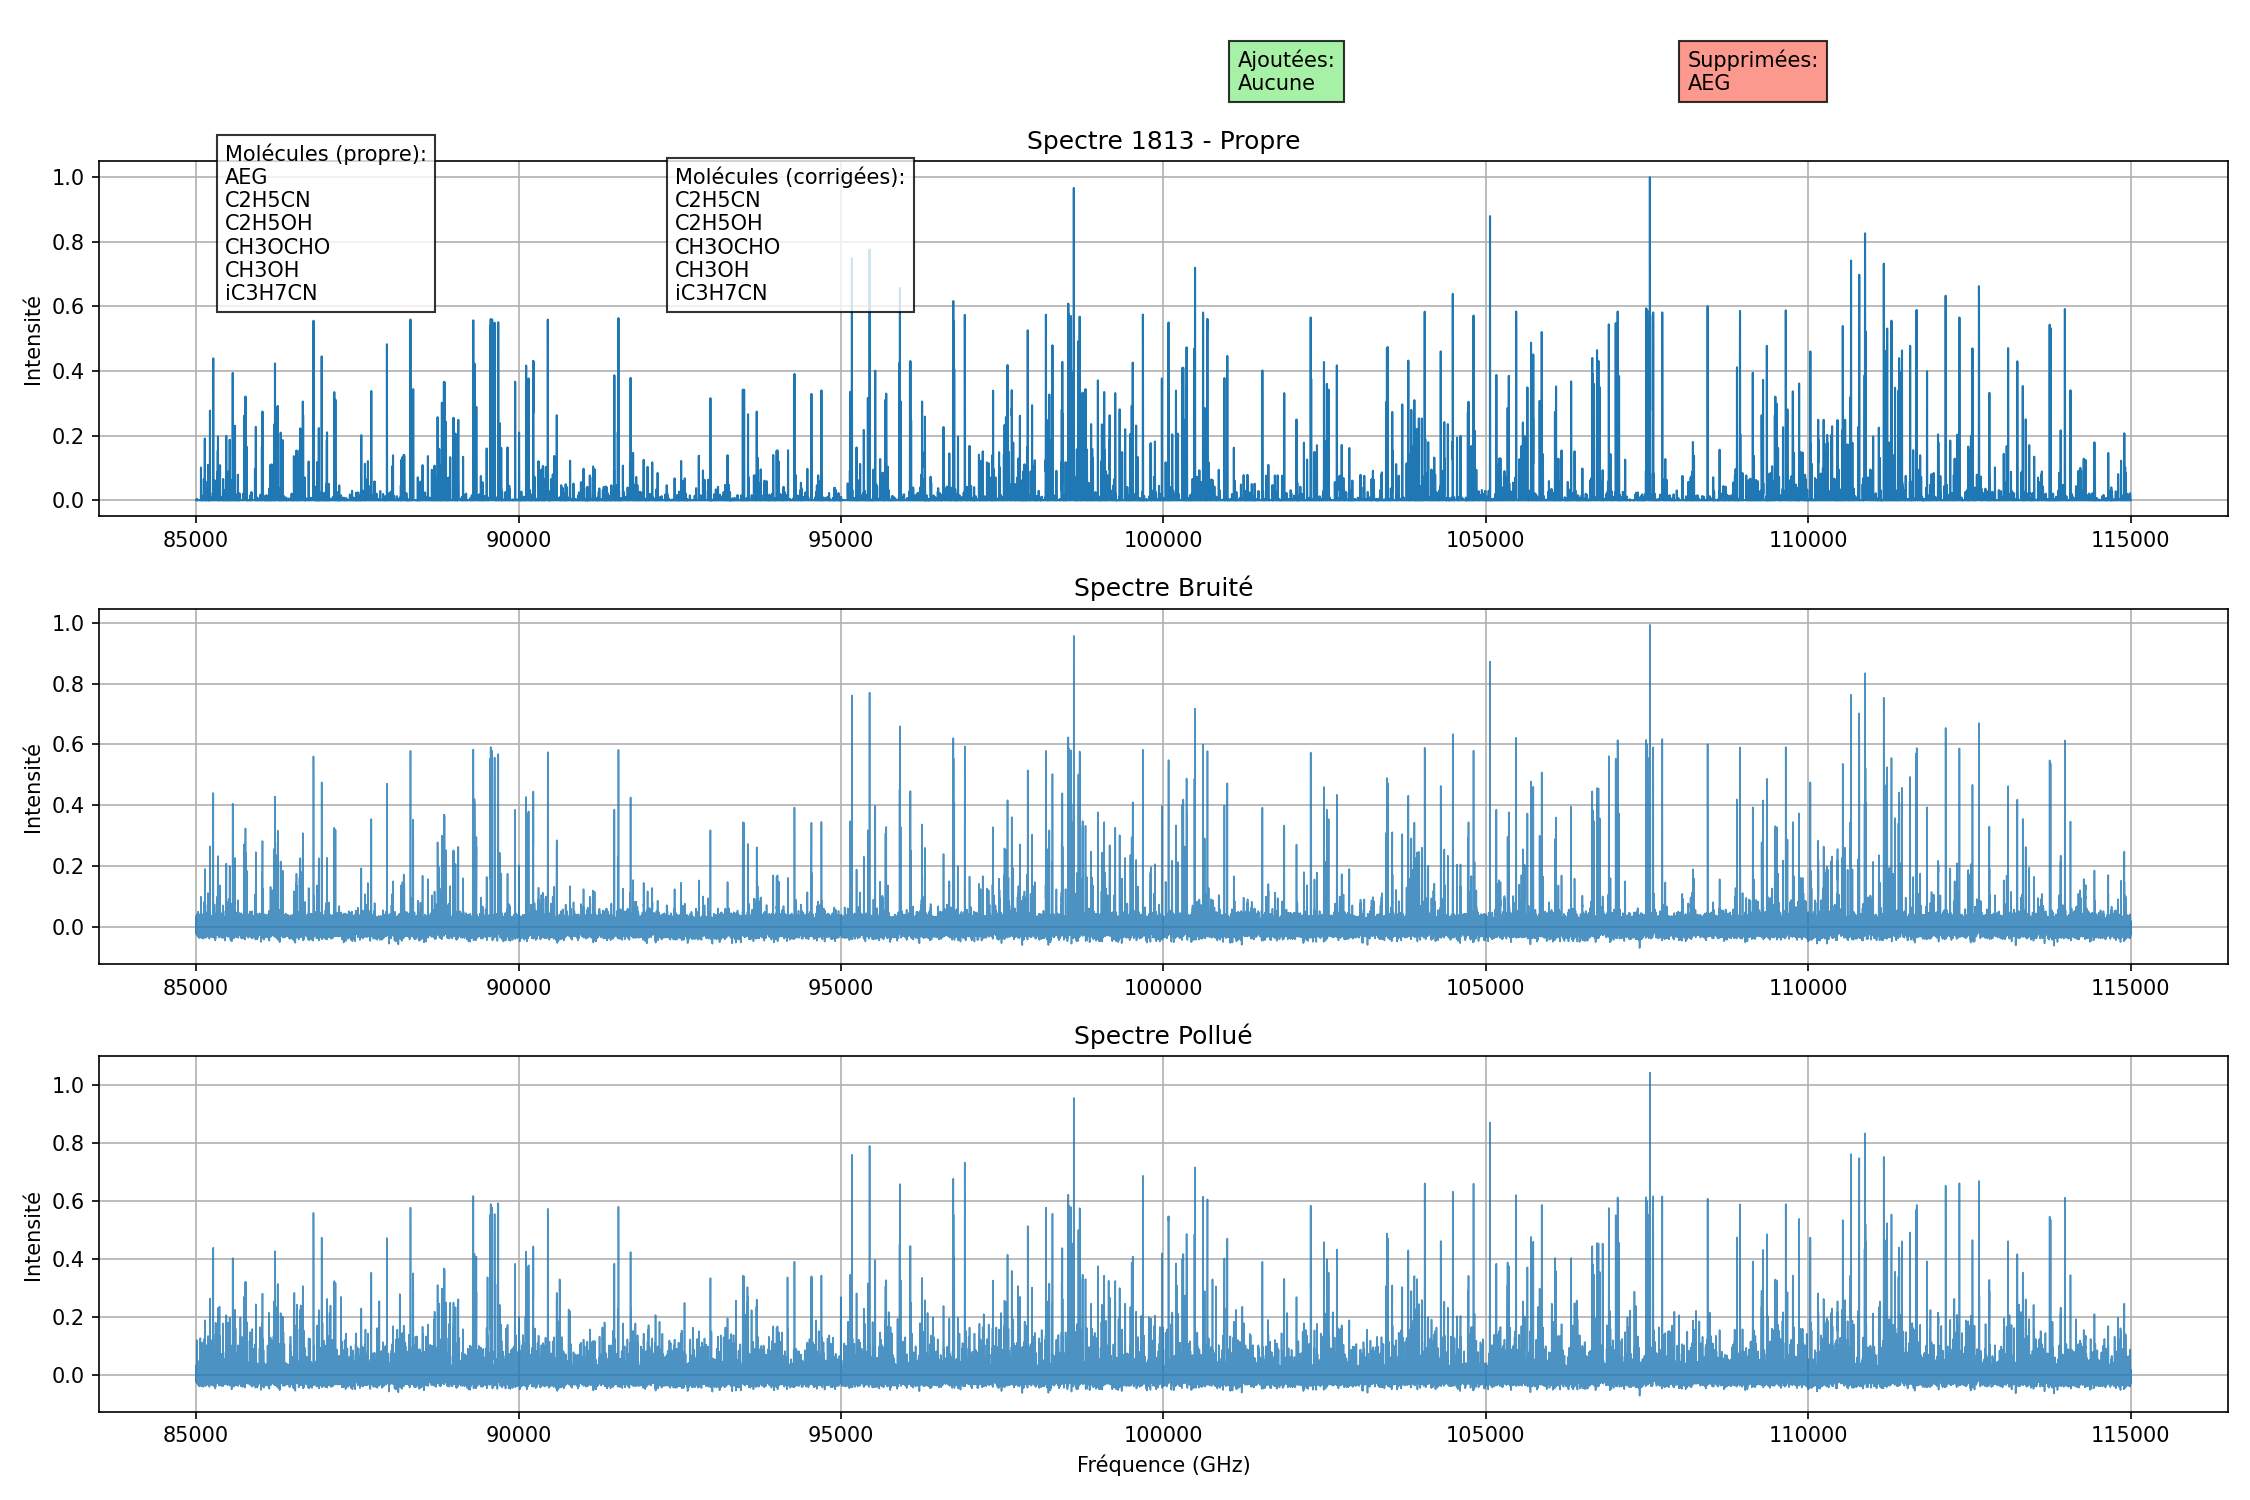 Ajoutées:
Aucune
Supprimées:
AEG
Spectre 1813 - Propre
Molécules (propre):
AEG
C2H5CN
C2H5OH
CH3OCHO
CH3OH
iC3H7CN
Molécules (corrigées):
C2H5CN
C2H5OH
CH3OCHO
CH3OH
iC3H7CN
Intensité
1.0
0.8
0.6
0.4
0.2
0.0
85000 90000 95000 100000 105000 110000 115000
Spectre Bruité
Intensité
1.0
0.8
0.6
0.4
0.2
0.0
85000 90000 95000 100000 105000 110000 115000
Spectre Pollué
Intensité
1.0
0.8
0.6
0.4
0.2
0.0
85000 90000 95000 100000 105000 110000 115000
Fréquence (GHz)